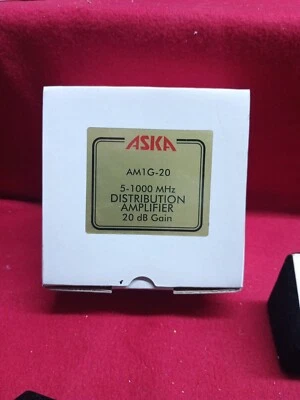 ASKA
AM1G-20
5-1000 MHz
DISTRIBUTION
AMPLIFIER
20 dB Gain